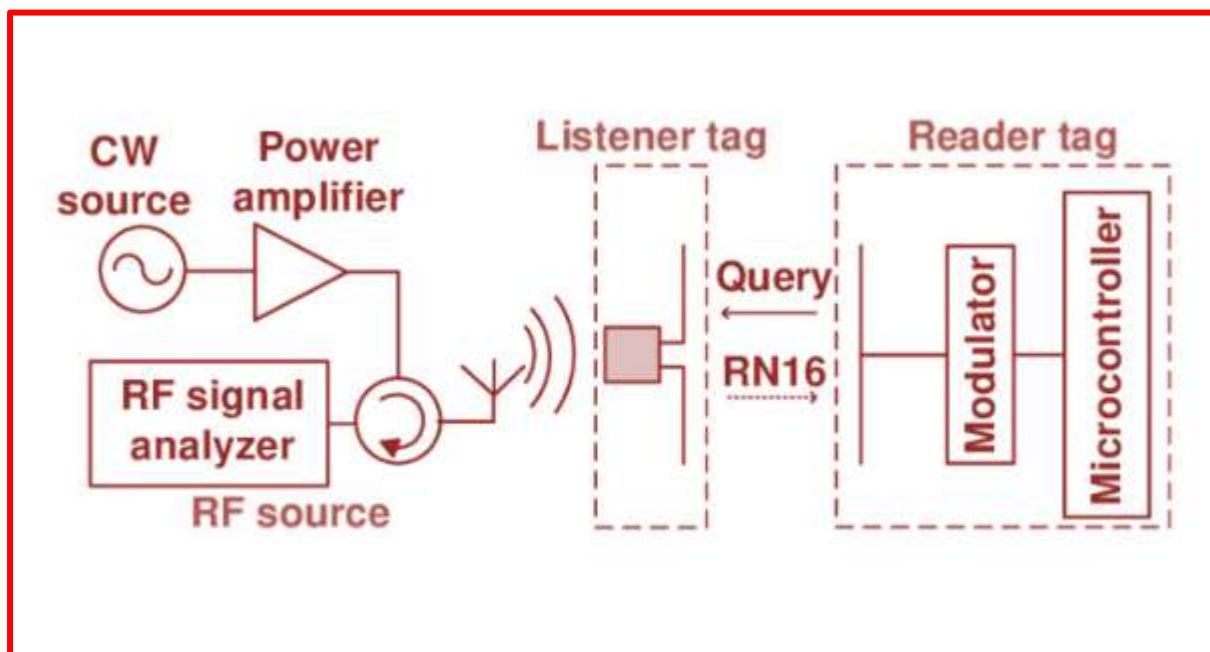 CW
source
Power
amplifier
Listener tag
Reader tag
Query
RN16
Modulator
Microcontroller
RF signal
analyzer
RF source